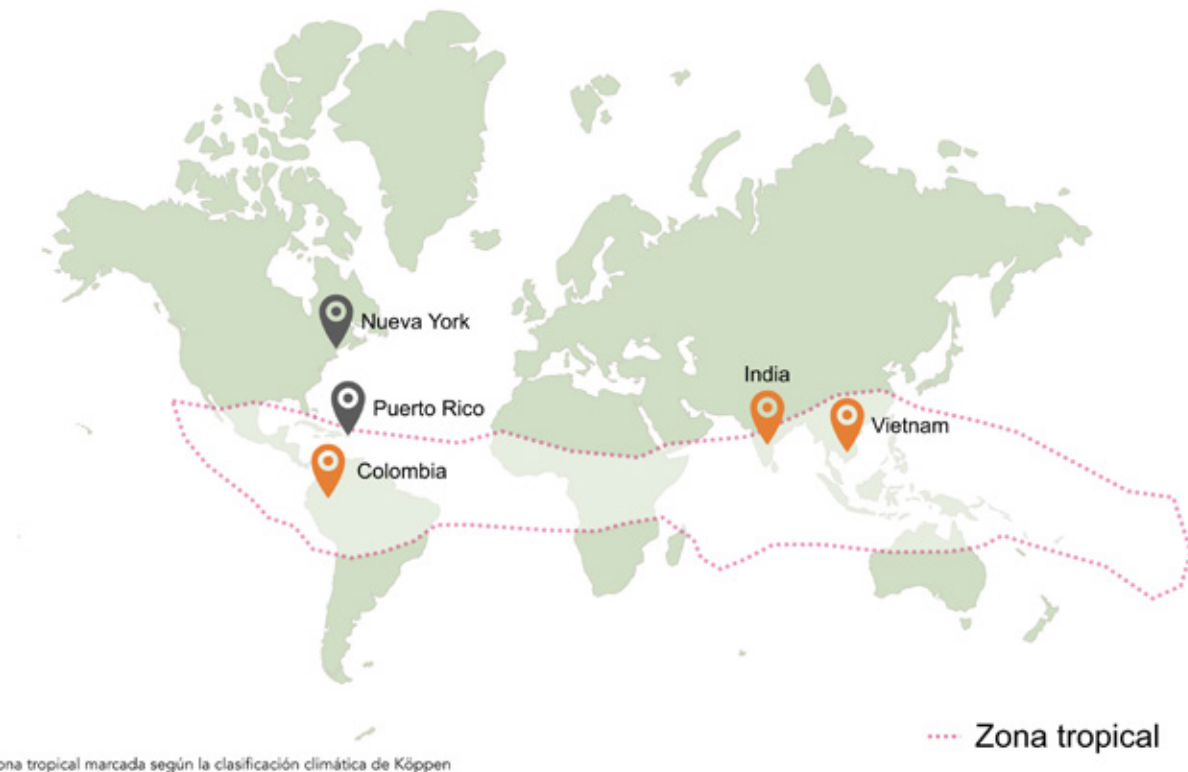 Nueva York
India
Puerto Rico
Vietnam
Colombia
Zona tropical
ona tropical marcada según la clasificación climática de Köppen